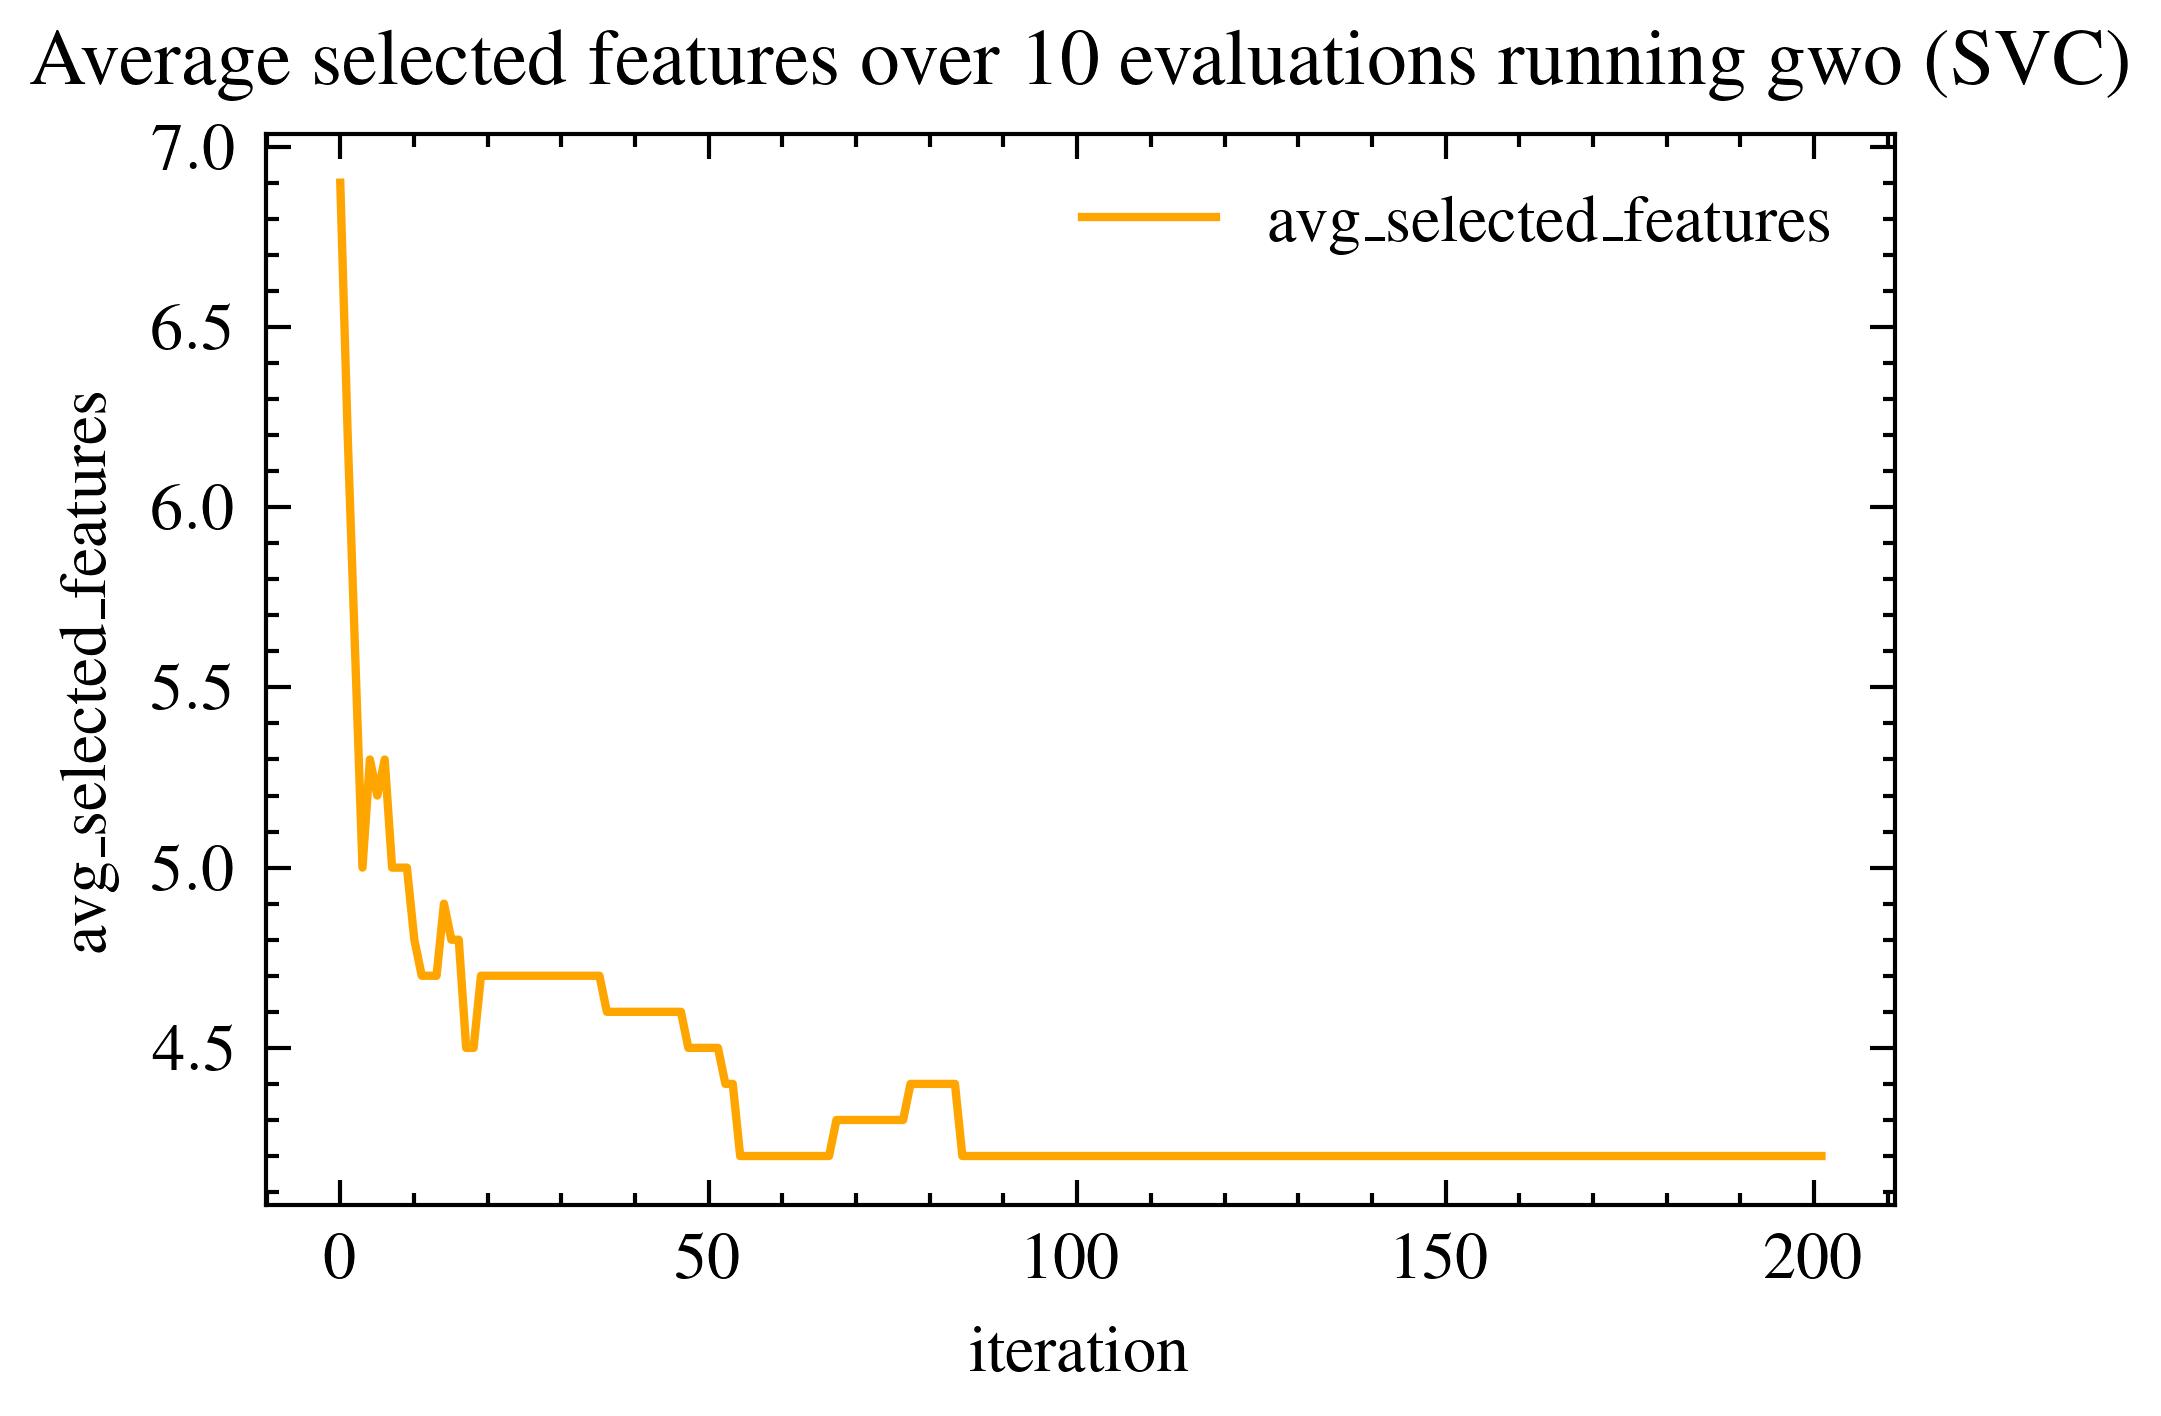 Average selected features over 10 evaluations running gwo (SVC)
7.0
6.5
6.0
5.5
5.0
4.5
avg_selected_features
avg_selected_features
0 50 100 150 200
iteration